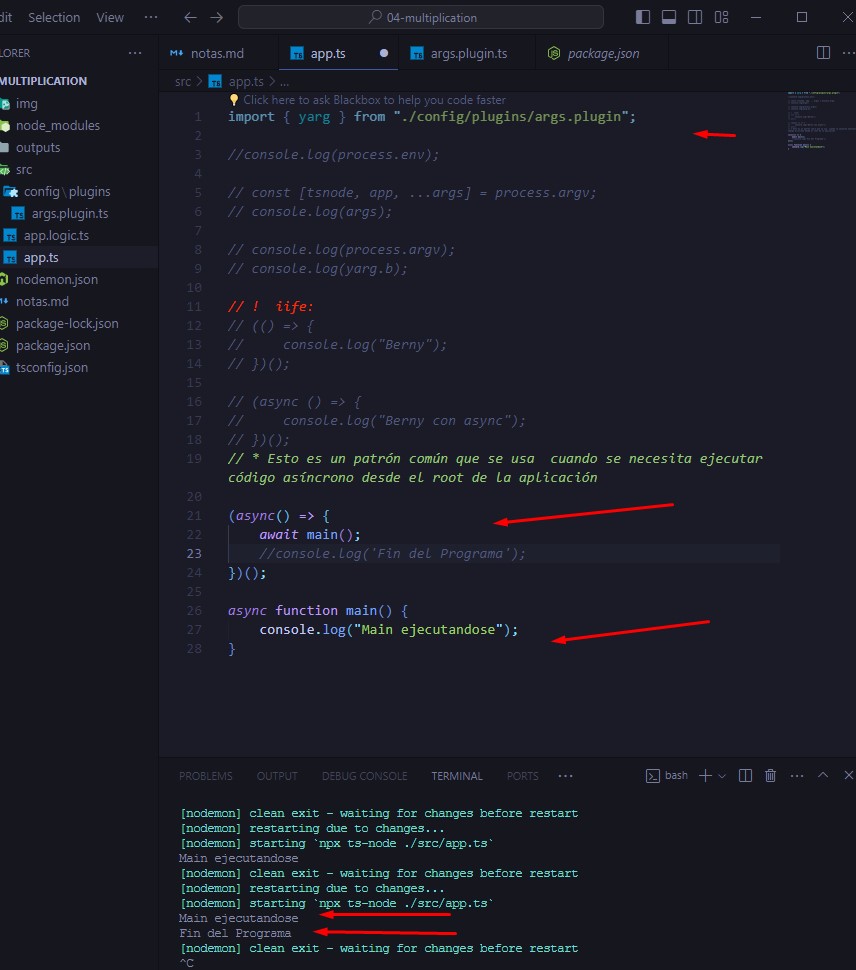 dit Selection View ··· 04-multiplication
LORER ···
notas.md app.ts args.plugin.ts package.json
MULTIPLICATION
img
node_modules
outputs
src
config\plugins
args.plugin.ts
app.logic.ts
app.ts
nodemon.json
notas.md
package-lock.json
package.json
tsconfig.json
src > TS app.ts > ...
Click here to ask Blackbox to help you code faster
1 import { yarg } from "./config/plugins/args.plugin";
2
3 //console.log(process.env);
4
5 // const [tsnode, app, ...args] = process.argv;
6 // console.log(args);
7
8 // console.log(process.argv);
9 // console.log(yarg.b);
10
11 // !  iife:
12 // (() => {
13 //     console.log("Berny");
14 // })();
15
16 // (async () => {
17 //     console.log("Berny con async");
18 // })();
19 // * Esto es un patrón común que se usa  cuando se necesita ejecutar
código asíncrono desde el root de la aplicación
20
21 (async() => {
22     await main();
23     //console.log('Fin del Programa');
24 })();
25
26 async function main() {
27     console.log("Main ejecutandose");
28 }
PROBLEMS OUTPUT DEBUG CONSOLE TERMINAL PORTS ··· bash
[nodemon] clean exit - waiting for changes before restart
[nodemon] restarting due to changes...
[nodemon] starting `npx ts-node ./src/app.ts`
Main ejecutandose
[nodemon] clean exit - waiting for changes before restart
[nodemon] restarting due to changes...
[nodemon] starting `npx ts-node ./src/app.ts`
Main ejecutandose
Fin del Programa
[nodemon] clean exit - waiting for changes before restart
^C